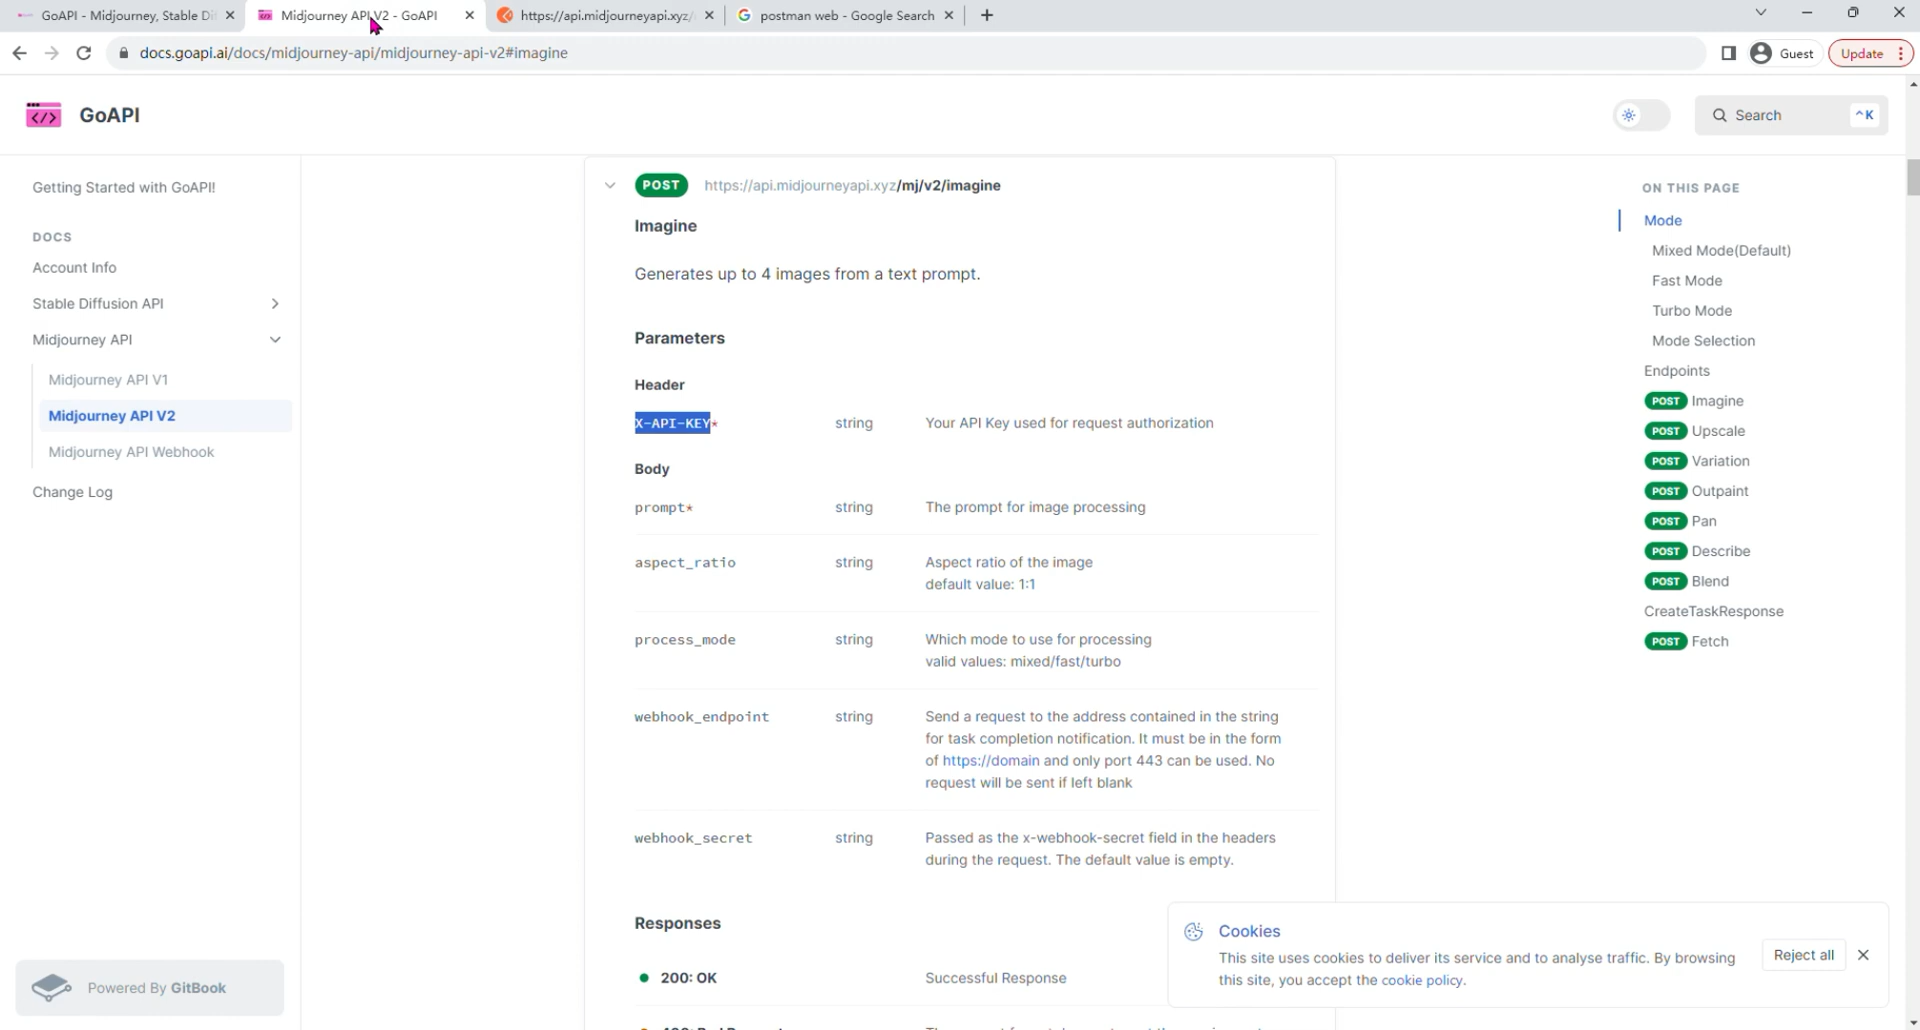 GoAPI - Midjourney, Stable Di
Midjourney API V2 - GoAPI
https://api.midjourneyapi.xyz/
postman web - Google Search
docs.goapi.ai/docs/midjourney-api/midjourney-api-v2#imagine
Guest
Update
GoAPI
Search
^K
Getting Started with GoAPI!
DOCS
Account Info
Stable Diffusion API
Midjourney API
Midjourney API V1
Midjourney API V2
Midjourney API Webhook
Change Log
Powered By GitBook
POST https://api.midjourneyapi.xyz/mj/v2/imagine
Imagine
Generates up to 4 images from a text prompt.
Parameters
Header
X-API-KEY* string Your API Key used for request authorization
Body
prompt* string The prompt for image processing
aspect_ratio string Aspect ratio of the image
default value: 1:1
process_mode string Which mode to use for processing
valid values: mixed/fast/turbo
webhook_endpoint string Send a request to the address contained in the string
for task completion notification. It must be in the form
of https://domain and only port 443 can be used. No
request will be sent if left blank
webhook_secret string Passed as the x-webhook-secret field in the headers
during the request. The default value is empty.
Responses
200: OK Successful Response
ON THIS PAGE
Mode
Mixed Mode(Default)
Fast Mode
Turbo Mode
Mode Selection
Endpoints
POST Imagine
POST Upscale
POST Variation
POST Outpaint
POST Pan
POST Describe
POST Blend
CreateTaskResponse
POST Fetch
Cookies
This site uses cookies to deliver its service and to analyse traffic. By browsing
this site, you accept the cookie policy.
Reject all